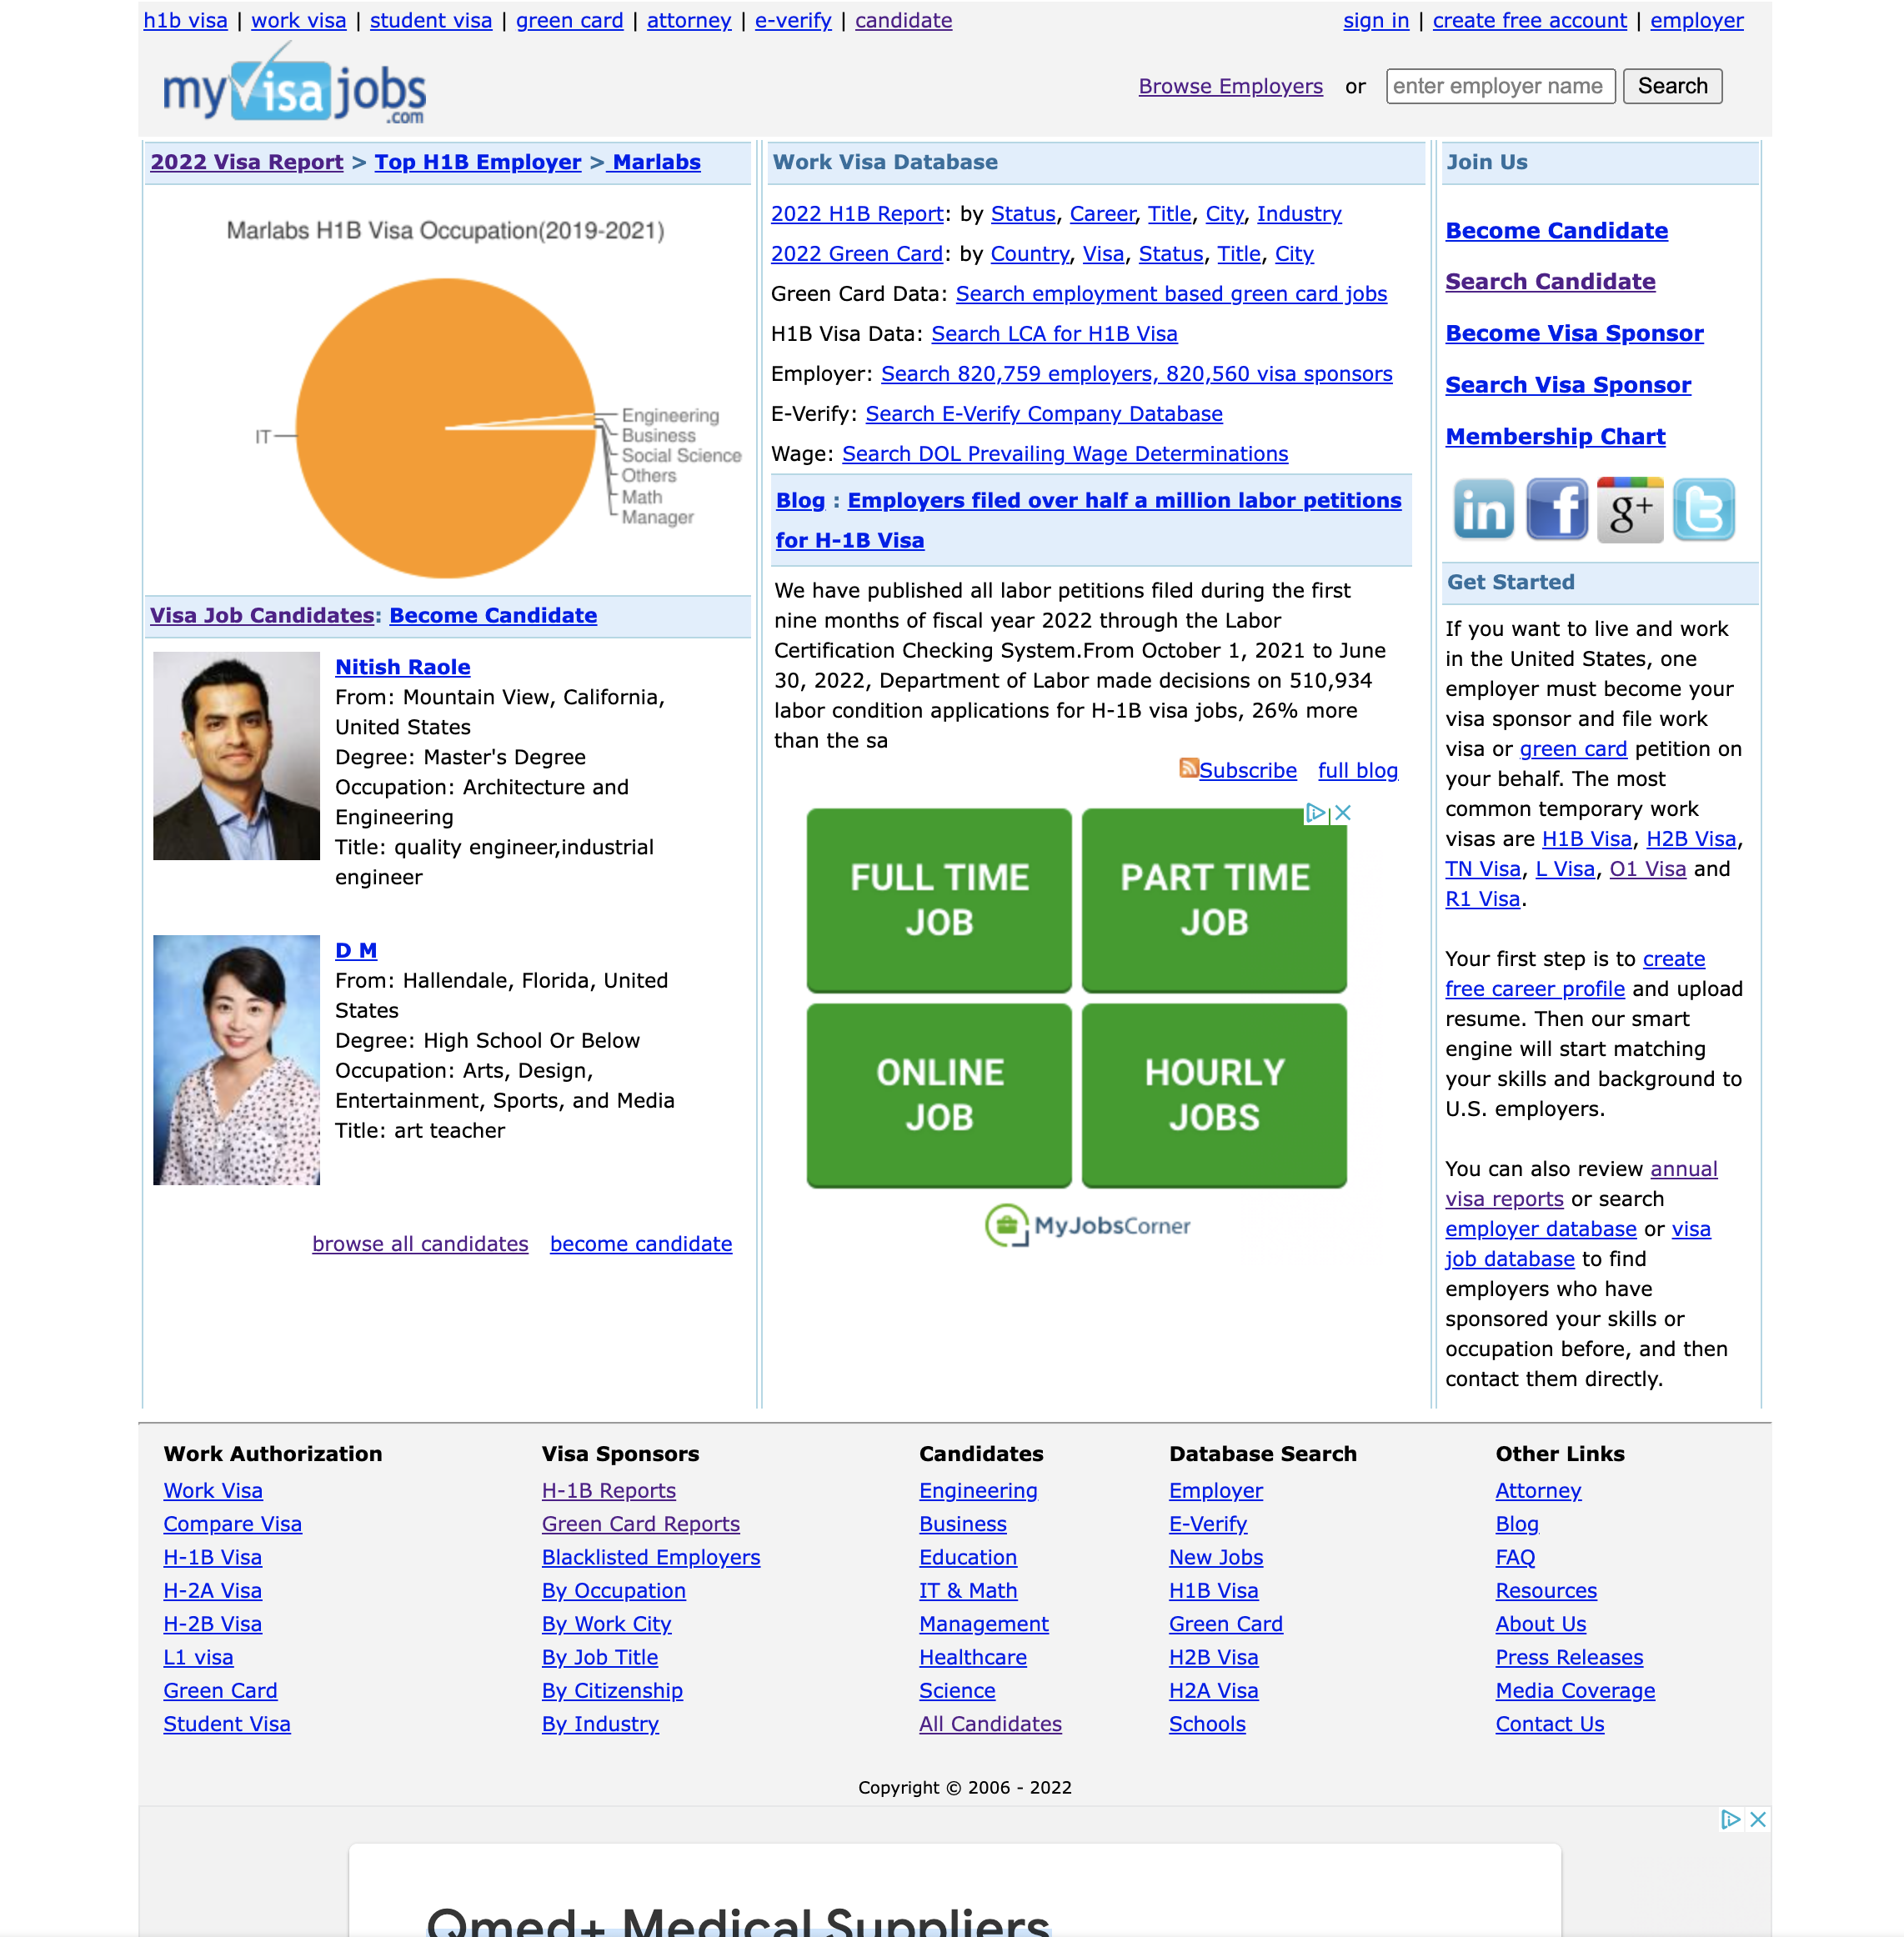 h1b visa | work visa | student visa | green card | attorney | e-verify | candidate
sign in | create free account | employer
myvisajobs.com
Browse Employers or enter employer name Search
2022 Visa Report > Top H1B Employer > Marlabs
Marlabs H1B Visa Occupation(2019-2021)
IT
Engineering
Business
Social Science
Others
Math
Manager
Visa Job Candidates: Become Candidate
Nitish Raole
From: Mountain View, California,
United States
Degree: Master's Degree
Occupation: Architecture and
Engineering
Title: quality engineer,industrial
engineer
D M
From: Hallendale, Florida, United
States
Degree: High School Or Below
Occupation: Arts, Design,
Entertainment, Sports, and Media
Title: art teacher
browse all candidates become candidate
Work Visa Database
2022 H1B Report: by Status, Career, Title, City, Industry
2022 Green Card: by Country, Visa, Status, Title, City
Green Card Data: Search employment based green card jobs
H1B Visa Data: Search LCA for H1B Visa
Employer: Search 820,759 employers, 820,560 visa sponsors
E-Verify: Search E-Verify Company Database
Wage: Search DOL Prevailing Wage Determinations
Blog : Employers filed over half a million labor petitions
for H-1B Visa
We have published all labor petitions filed during the first
nine months of fiscal year 2022 through the Labor
Certification Checking System.From October 1, 2021 to June
30, 2022, Department of Labor made decisions on 510,934
labor condition applications for H-1B visa jobs, 26% more
than the sa
Subscribe full blog
FULL TIME
JOB
PART TIME
JOB
ONLINE
JOB
HOURLY
JOBS
MyJobsCorner
Join Us
Become Candidate
Search Candidate
Become Visa Sponsor
Search Visa Sponsor
Membership Chart
in f g+ t
Get Started
If you want to live and work
in the United States, one
employer must become your
visa sponsor and file work
visa or green card petition on
your behalf. The most
common temporary work
visas are H1B Visa, H2B Visa,
TN Visa, L Visa, O1 Visa and
R1 Visa.
Your first step is to create
free career profile and upload
resume. Then our smart
engine will start matching
your skills and background to
U.S. employers.
You can also review annual
visa reports or search
employer database or visa
job database to find
employers who have
sponsored your skills or
occupation before, and then
contact them directly.
Work Authorization
Work Visa
Compare Visa
H-1B Visa
H-2A Visa
H-2B Visa
L1 visa
Green Card
Student Visa
Visa Sponsors
H-1B Reports
Green Card Reports
Blacklisted Employers
By Occupation
By Work City
By Job Title
By Citizenship
By Industry
Candidates
Engineering
Business
Education
IT & Math
Management
Healthcare
Science
All Candidates
Database Search
Employer
E-Verify
New Jobs
H1B Visa
Green Card
H2B Visa
H2A Visa
Schools
Other Links
Attorney
Blog
FAQ
Resources
About Us
Press Releases
Media Coverage
Contact Us
Copyright © 2006 - 2022
Qmed+ Medical Suppliers